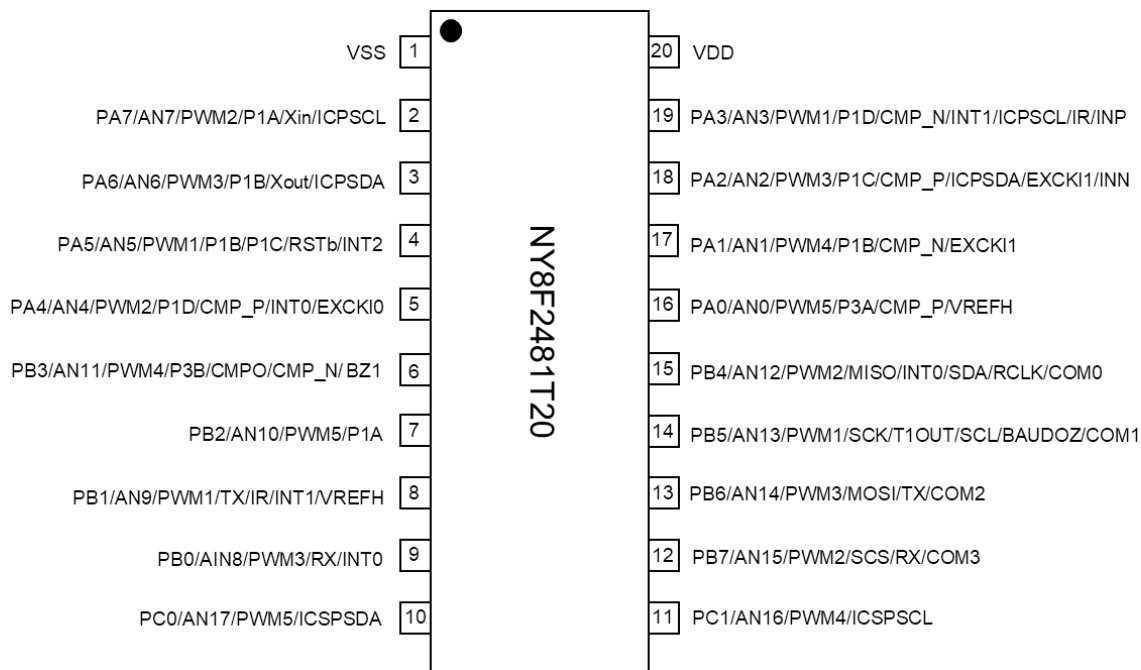 VSS 1 20 VDD
PA7/AN7/PWM2/P1A/Xin/ICPSCL 2 19 PA3/AN3/PWM1/P1D/CMP_N/INT1/ICPSCL/IR/INP
PA6/AN6/PWM3/P1B/Xout/ICPSDA 3 18 PA2/AN2/PWM3/P1C/CMP_P/ICPSDA/EXCKI1/INN
PA5/AN5/PWM1/P1B/P1C/RSTb/INT2 4 17 PA1/AN1/PWM4/P1B/CMP_N/EXCKI1
PA4/AN4/PWM2/P1D/CMP_P/INT0/EXCKI0 5 16 PA0/AN0/PWM5/P3A/CMP_P/VREFH
PB3/AN11/PWM4/P3B/CMPO/CMP_N/ BZ1 6 15 PB4/AN12/PWM2/MISO/INT0/SDA/RCLK/COM0
PB2/AN10/PWM5/P1A 7 14 PB5/AN13/PWM1/SCK/T1OUT/SCL/BAUDOZ/COM1
PB1/AN9/PWM1/TX/IR/INT1/VREFH 8 13 PB6/AN14/PWM3/MOSI/TX/COM2
PB0/AIN8/PWM3/RX/INT0 9 12 PB7/AN15/PWM2/SCS/RX/COM3
PC0/AN17/PWM5/ICSPSDA 10 11 PC1/AN16/PWM4/ICSPSCL
NY8F2481T20